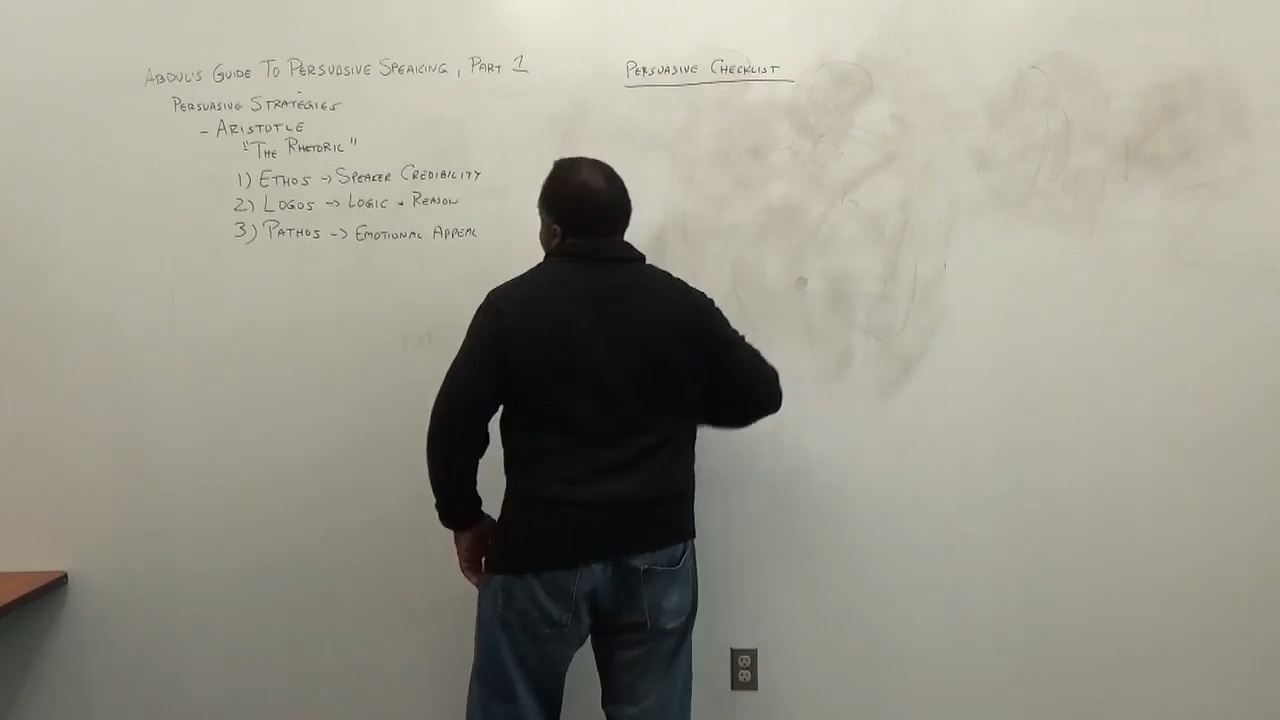 ABDUL'S GUIDE TO PERSUASIVE SPEAKING, PART 1
PERSUASIVE STRATEGIES
- ARISTOTLE
"THE RHETORIC"
1) ETHOS -> SPEAKER CREDIBILITY
2) LOGOS -> LOGIC + REASON
3) PATHOS -> EMOTIONAL APPEAL
PERSUASIVE CHECKLIST